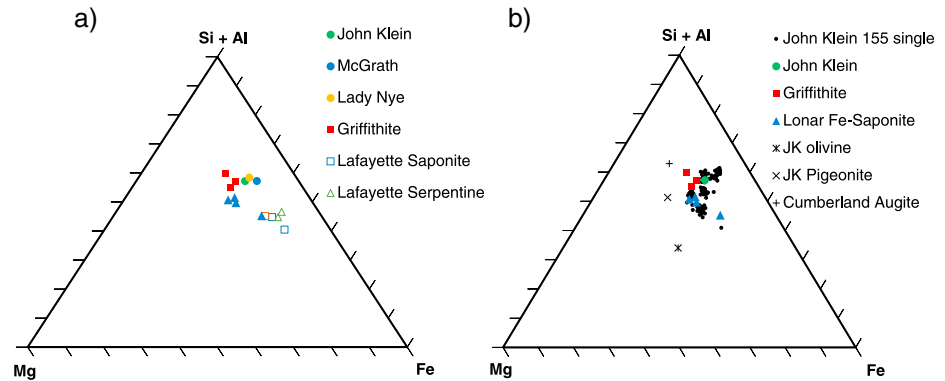 a)
Si + Al
John Klein
McGrath
Lady Nye
Griffithite
Lafayette Saponite
Lafayette Serpentine
Mg
Fe
b)
Si + Al
John Klein 155 single
John Klein
Griffithite
Lonar Fe-Saponite
JK olivine
JK Pigeonite
Cumberland Augite
Mg
Fe